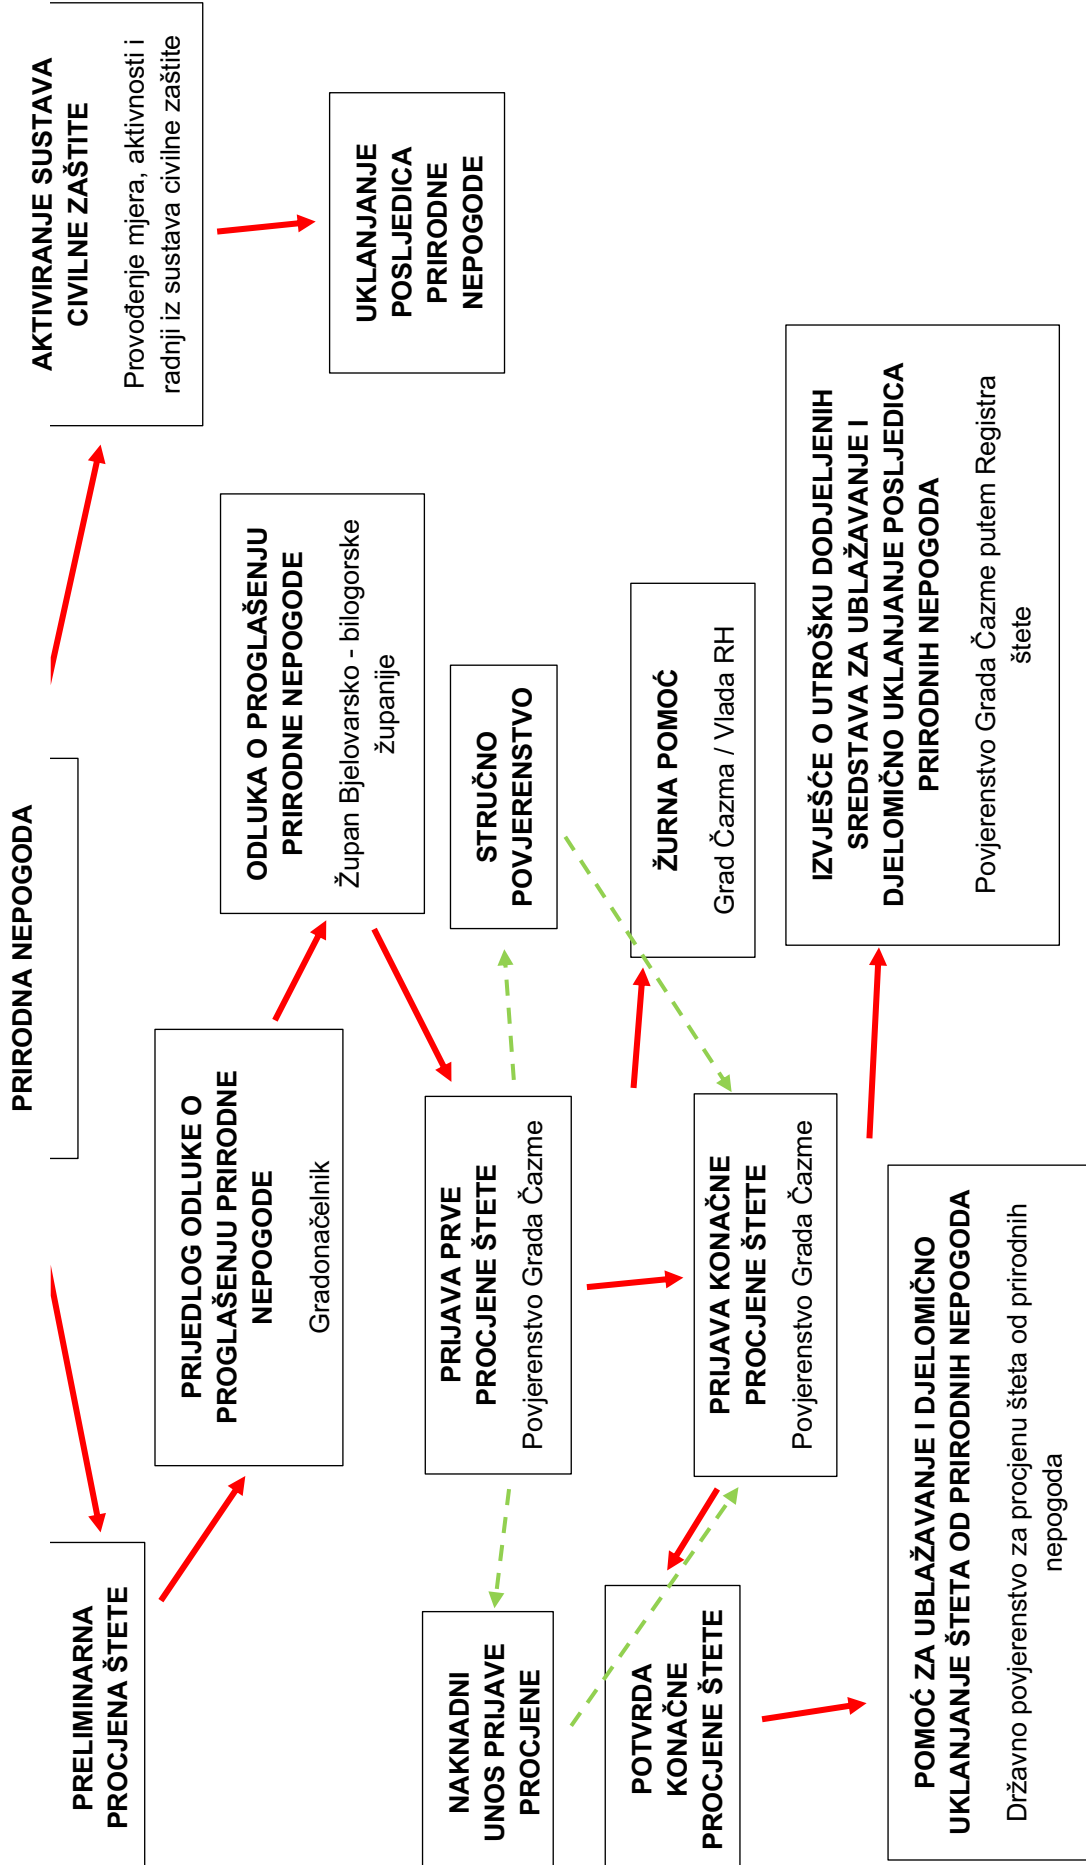 PRIRODNA NEPOGODA
PRELIMINARNA
PROCJENA ŠTETE
AKTIVIRANJE SUSTAVA
CIVILNE ZAŠTITE
Provođenje mjera, aktivnosti i
radnji iz sustava civilne zaštite
PRIJEDLOG ODLUKE O
PROGLAŠENJU PRIRODNE
NEPOGODE
Gradonačelnik
ODLUKA O PROGLAŠENJU
PRIRODNE NEPOGODE
Župan Bjelovarsko - bilogorske
županije
UKLANJANJE
POSLJEDICA
PRIRODNE
NEPOGODE
NAKNADNI
UNOS PRIJAVE
PROCJENE
PRIJAVA PRVE
PROCJENE ŠTETE
Povjerenstvo Grada Čazme
STRUČNO
POVJERENSTVO
POTVRDA
KONAČNE
PROCJENE ŠTETE
PRIJAVA KONAČNE
PROCJENE ŠTETE
Povjerenstvo Grada Čazme
ŽURNA POMOĆ
Grad Čazma / Vlada RH
POMOĆ ZA UBLAŽAVANJE I DJELOMIČNO
UKLANJANJE ŠTETA OD PRIRODNIH NEPOGODA
Državno povjerenstvo za procjenu šteta od prirodnih
nepogoda
IZVJEŠĆE O UTROŠKU DODJELJENIH
SREDSTAVA ZA UBLAŽAVANJE I
DJELOMIČNO UKLANJANJE POSLJEDICA
PRIRODNIH NEPOGODA
Povjerenstvo Grada Čazme putem Registra
štete